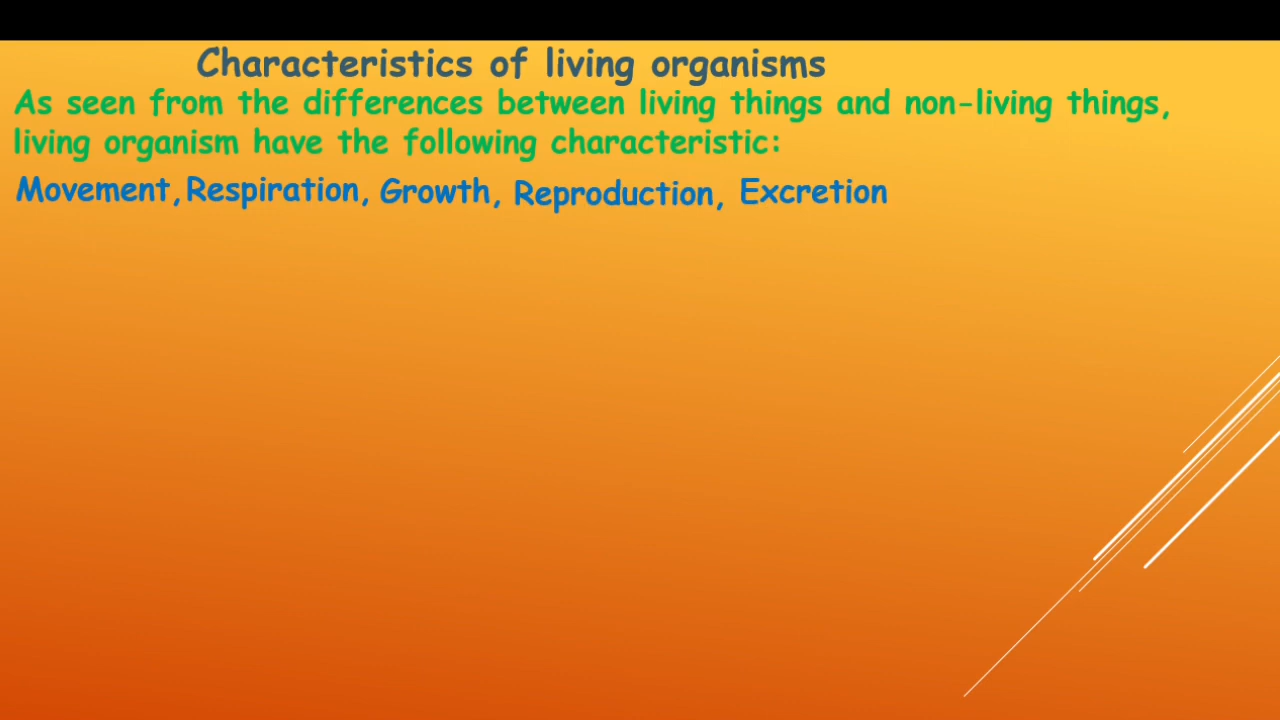 Characteristics of living organisms
As seen from the differences between living things and non-living things,
living organism have the following characteristic:
Movement, Respiration, Growth, Reproduction, Excretion